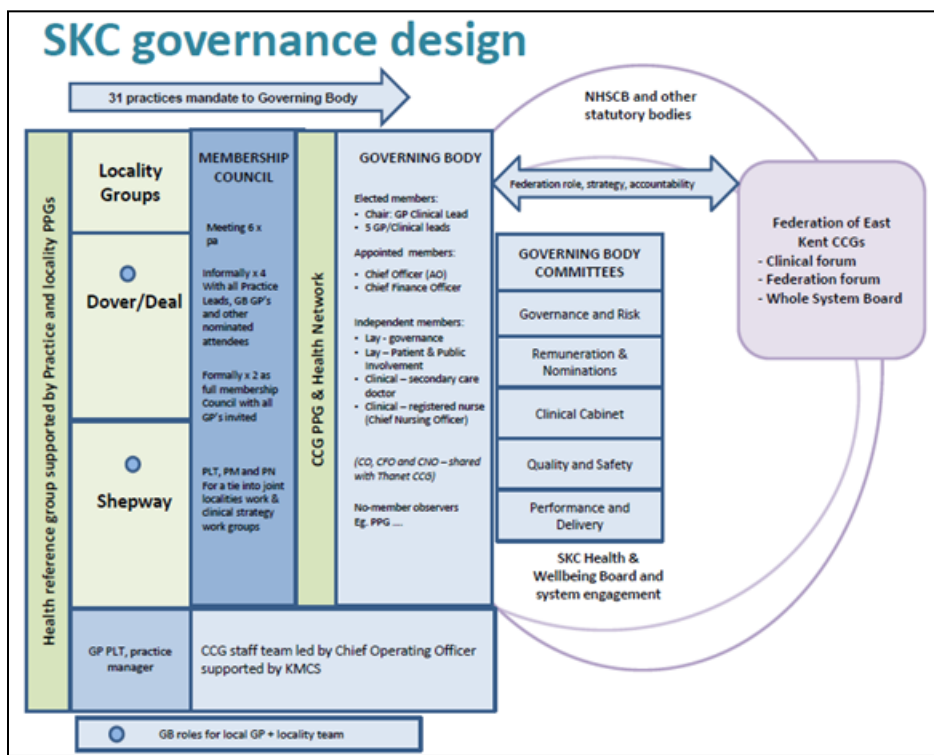 SKC governance design
31 practices mandate to Governing Body
Health reference group supported by Practice and locality PPGs
Locality
Groups
Dover/Deal
Shepway
GP PLT, practice
manager
MEMBERSHIP
COUNCIL
Meeting 6 x
pa
Informally x 4
With all Practice
Leads, GB GP's
and other
nominated
attendees
Formally x 2 as
full membership
Council with all
GP's invited
PLT, PM and PN
For a tie into joint
localities work &
clinical strategy
work groups
CCG PPG & Health Network
GOVERNING BODY
Elected members:
• Chair: GP Clinical Lead
• 5 GP/Clinical leads
Appointed members:
• Chief Officer (AO)
• Chief Finance Officer
Independent members:
• Lay - governance
• Lay – Patient & Public
Involvement
• Clinical – secondary care
doctor
• Clinical – registered nurse
(Chief Nursing Officer)
(CO, CFO and CNO – shared
with Thanet CCG)
No-member observers
Eg. PPG ....
CCG staff team led by Chief Operating Officer
supported by KMCS
GB roles for local GP + locality team
NHSCB and other
statutory bodies
Federation role, strategy, accountability
GOVERNING BODY
COMMITTEES
Governance and Risk
Remuneration &
Nominations
Clinical Cabinet
Quality and Safety
Performance and
Delivery
SKC Health &
Wellbeing Board and
system engagement
Federation of East
Kent CCGs
- Clinical forum
- Federation forum
- Whole System Board